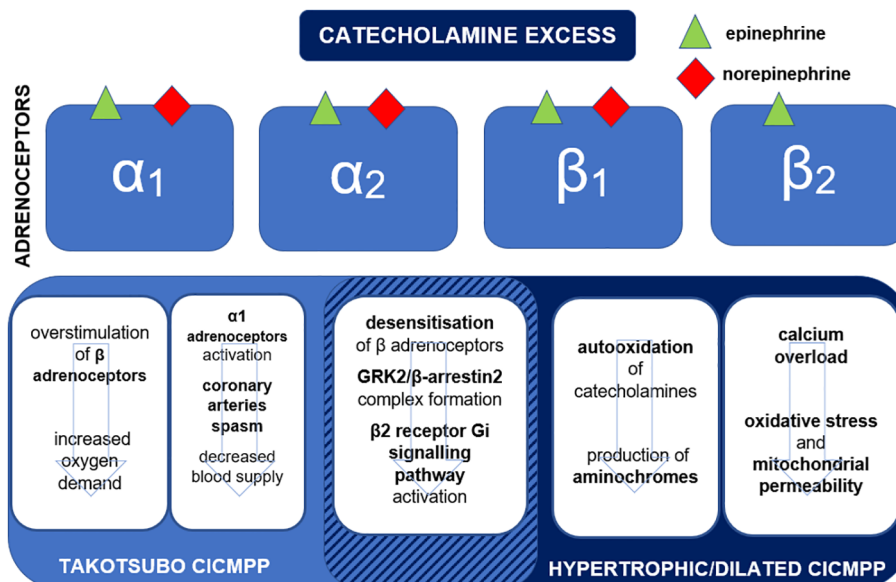 CATECHOLAMINE EXCESS
epinephrine
norepinephrine
ADRENOCEPTORS
α1
α2
β1
β2
overstimulation
of β
adrenoceptors
increased
oxygen
demand
α1
adrenoceptors
activation
coronary
arteries
spasm
decreased
blood supply
desensitisation
of β adrenoceptors
GRK2/β-arrestin2
complex formation
β2 receptor Gi
signalling
pathway
activation
autooxidation
of
catecholamines
production of
aminochromes
calcium
overload
oxidative stress
and
mitochondrial
permeability
TAKOTSUBO CICMPP
HYPERTROPHIC/DILATED CICMPP